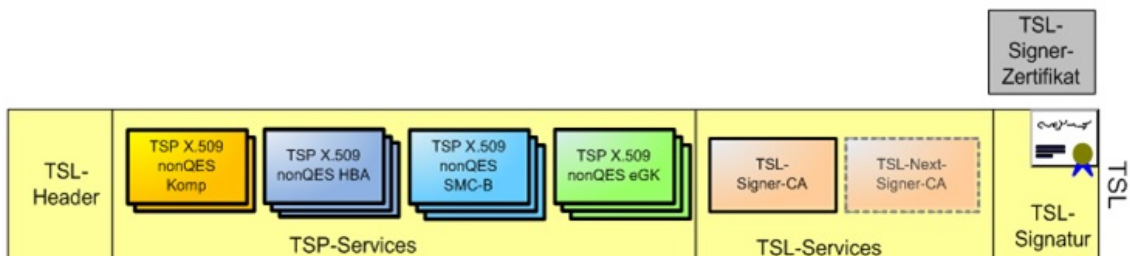 TSL-
Signer-
Zertifikat
TSL-
Header
TSP X.509
nonQES
Komp
TSP X.509
nonQES HBA
TSP X.509
nonQES
SMC-B
TSP X.509
nonQES eGK
TSP-Services
TSL-
Signer-CA
TSL-Next-
Signer-CA
TSL-Services
TSL-
Signatur
TSL